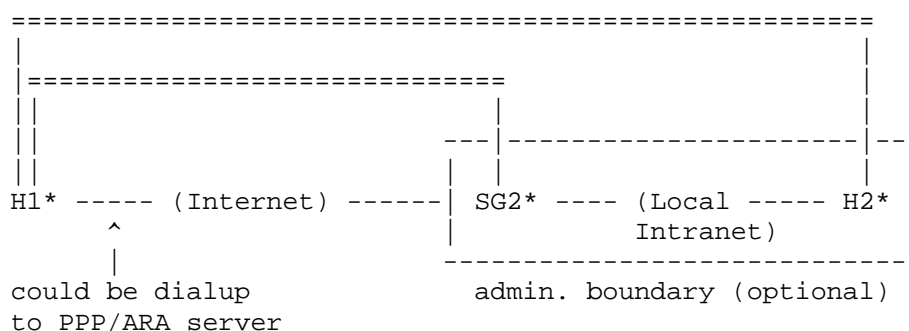 ======================================================
|                                                    |
|==============================                      |
||                            |                      |
||                         ---|----------------------|--
||                         |  |                      |
H1* ----- (Internet) ------| SG2* ---- (Local ----- H2*
      ^                    |           Intranet)
      |                    ------------------------------
could be dialup              admin. boundary (optional)
to PPP/ARA server